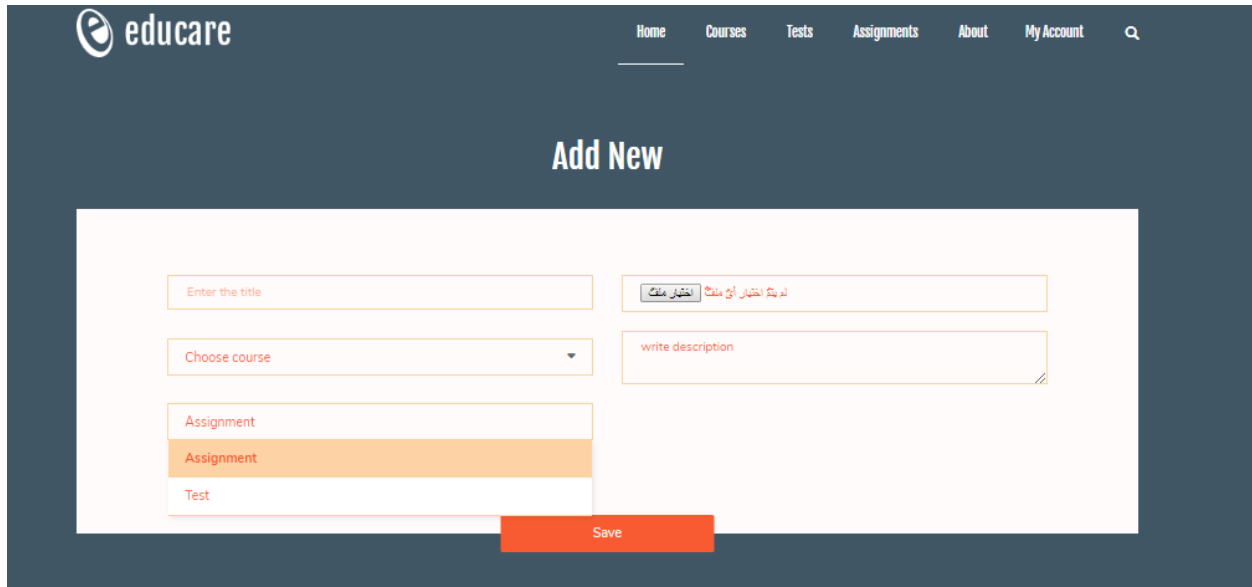 educare
Home Courses Tests Assignments About My Account
Add New
Enter the title
اختيار ملف لم يتم اختيار أي ملف
Choose course
write description
Assignment
Assignment
Test
Save